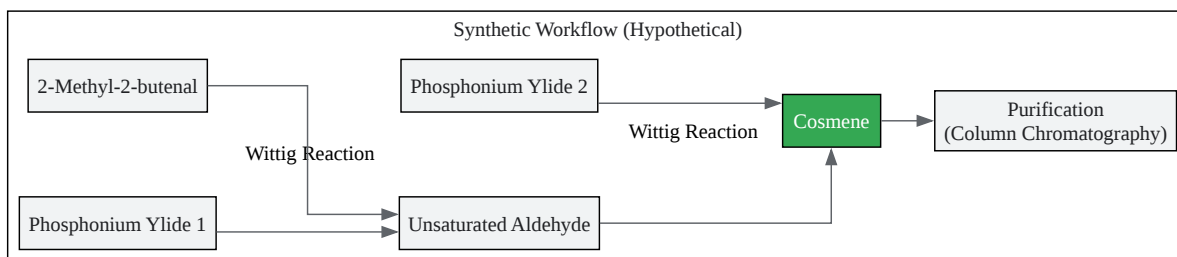 Synthetic Workflow (Hypothetical)
2-Methyl-2-butenal
Phosphonium Ylide 2
Cosmene
Purification
(Column Chromatography)
Wittig Reaction
Wittig Reaction
Phosphonium Ylide 1
Unsaturated Aldehyde